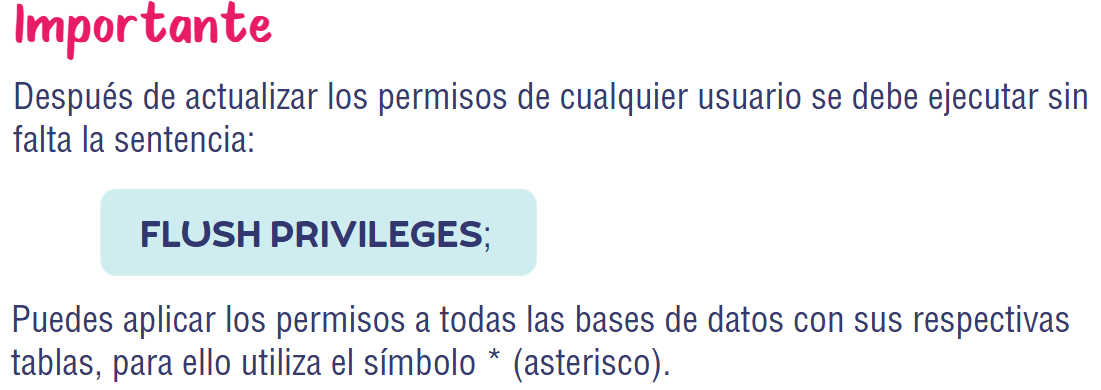 Importante
Después de actualizar los permisos de cualquier usuario se debe ejecutar sin
falta la sentencia:
FLUSH PRIVILEGES;
Puedes aplicar los permisos a todas las bases de datos con sus respectivas
tablas, para ello utiliza el símbolo * (asterisco).